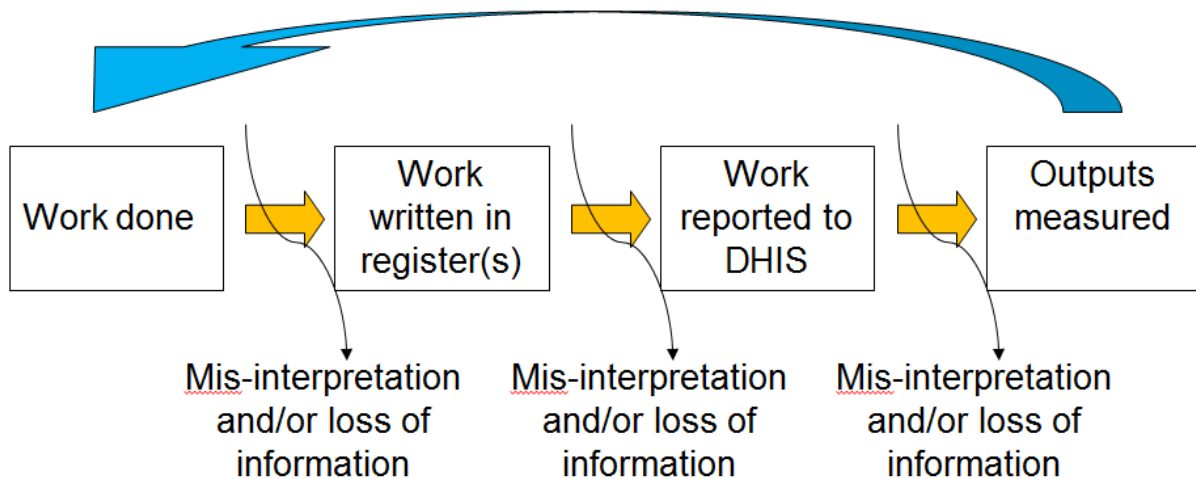 Work done
Work
written in
register(s)
Work
reported to
DHIS
Outputs
measured
Mis-interpretation
and/or loss of
information
Mis-interpretation
and/or loss of
information
Mis-interpretation
and/or loss of
information